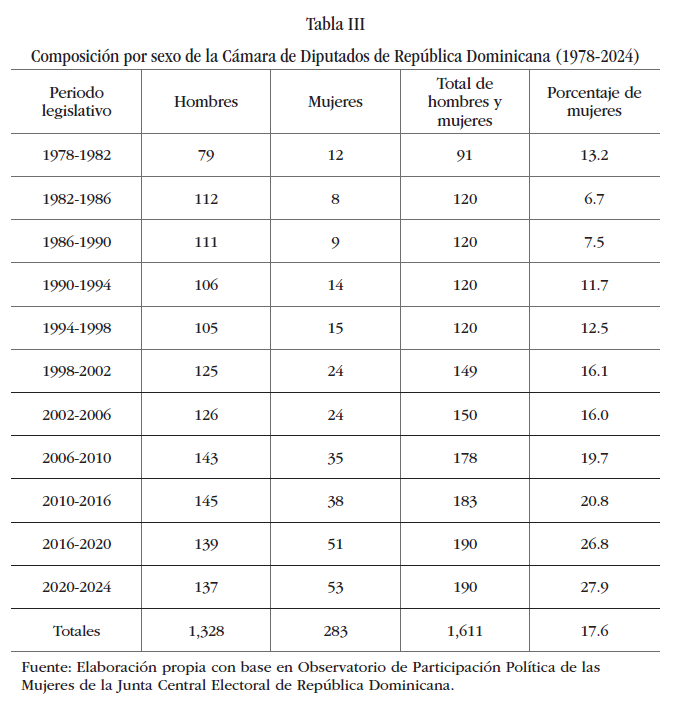 Tabla III
Composición por sexo de la Cámara de Diputados de República Dominicana (1978-2024)
Periodo legislativo Hombres Mujeres Total de hombres y mujeres Porcentaje de mujeres
1978-1982 79 12 91 13.2
1982-1986 112 8 120 6.7
1986-1990 111 9 120 7.5
1990-1994 106 14 120 11.7
1994-1998 105 15 120 12.5
1998-2002 125 24 149 16.1
2002-2006 126 24 150 16.0
2006-2010 143 35 178 19.7
2010-2016 145 38 183 20.8
2016-2020 139 51 190 26.8
2020-2024 137 53 190 27.9
Totales 1,328 283 1,611 17.6
Fuente: Elaboración propia con base en Observatorio de Participación Política de las
Mujeres de la Junta Central Electoral de República Dominicana.